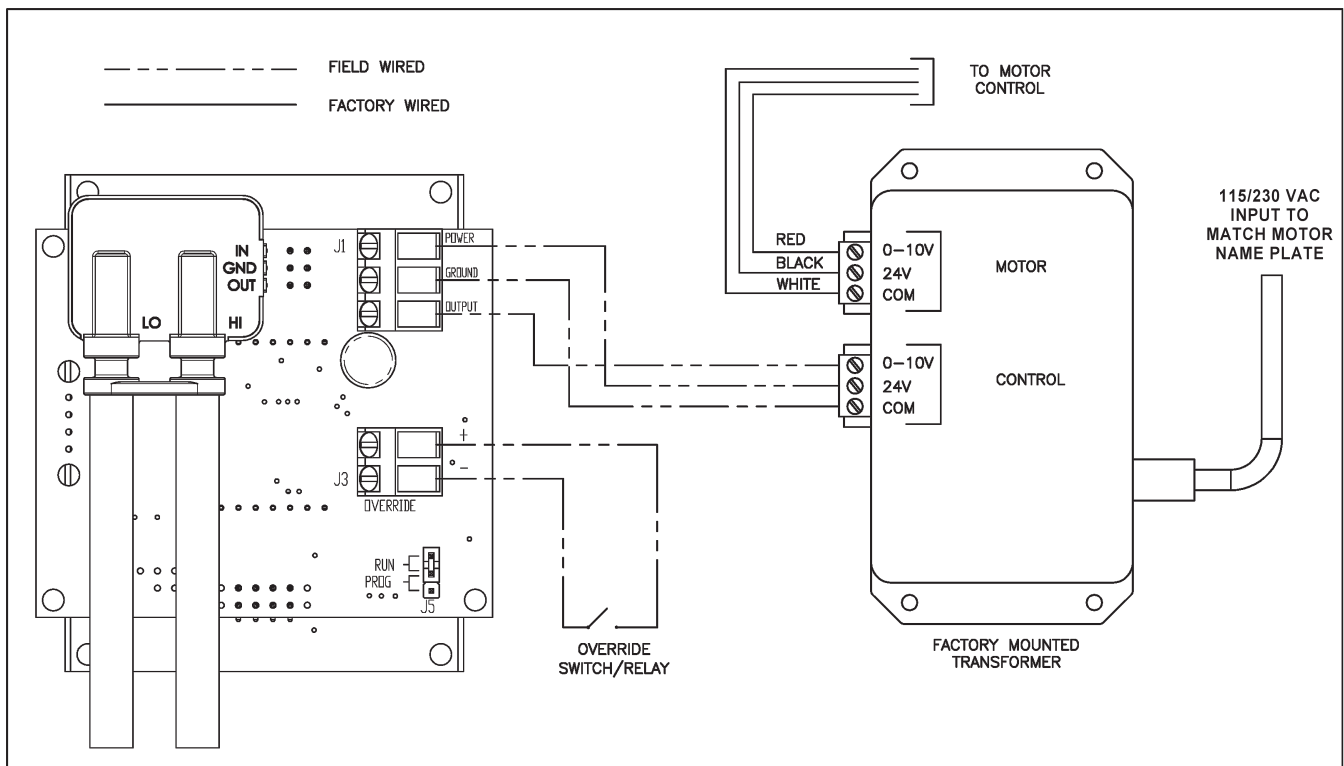 FIELD WIRED
FACTORY WIRED
TO MOTOR
CONTROL
115/230 VAC
INPUT TO
MATCH MOTOR
NAME PLATE
IN
GND
OUT
LO
HI
J1
POWER
GROUND
OUTPUT
+
-
J3
OVERRIDE
RUN
PROG
J5
OVERRIDE
SWITCH/RELAY
RED
BLACK
WHITE
0-10V
24V
COM
MOTOR
0-10V
24V
COM
CONTROL
FACTORY MOUNTED
TRANSFORMER